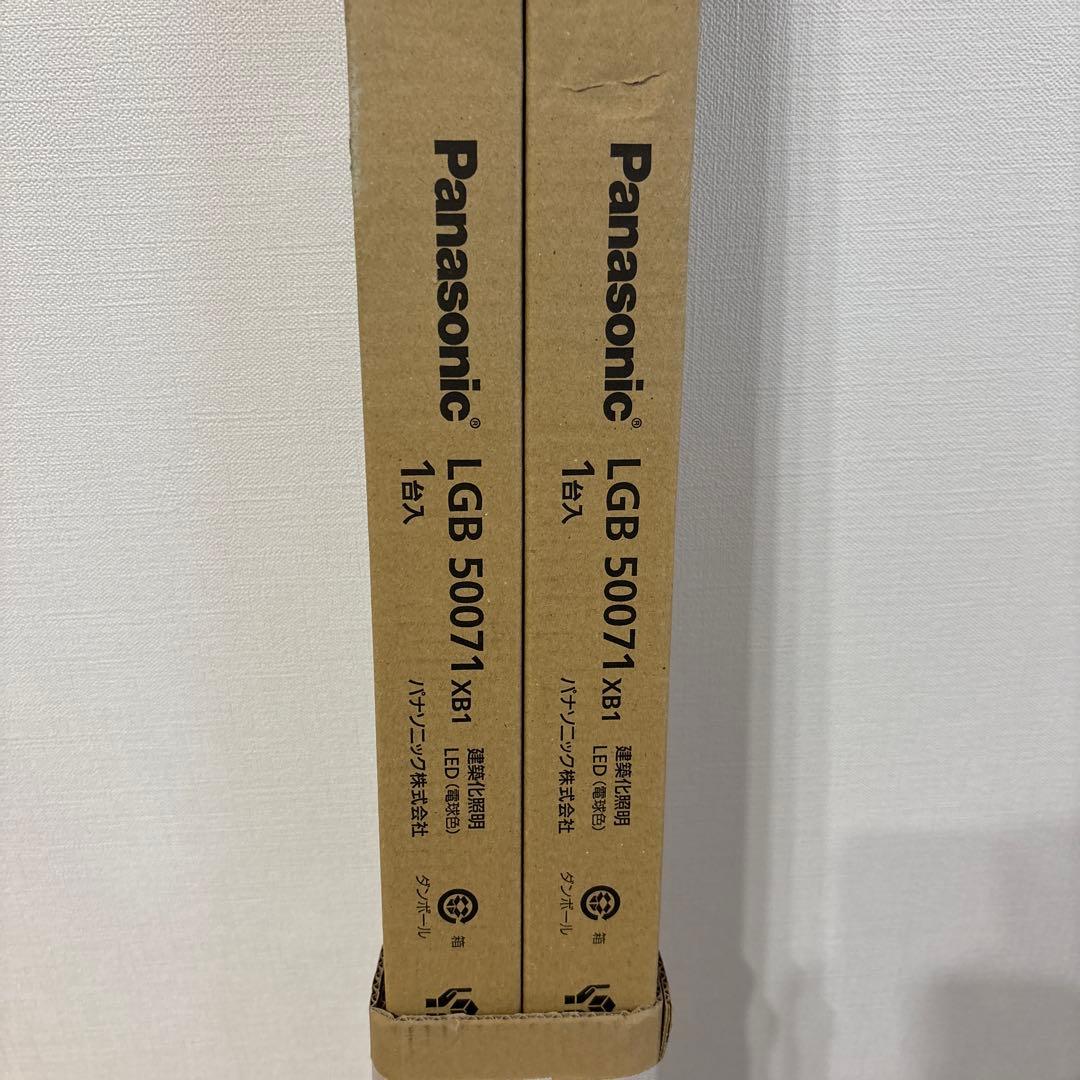 Panasonic®
LGB 50071 XB1
1台入
建築化照明
LED（電球色）
パナソニック株式会社
箱
ダンボール
Panasonic®
LGB 50071 XB1
1台入
建築化照明
LED（電球色）
パナソニック株式会社
箱
ダンボール